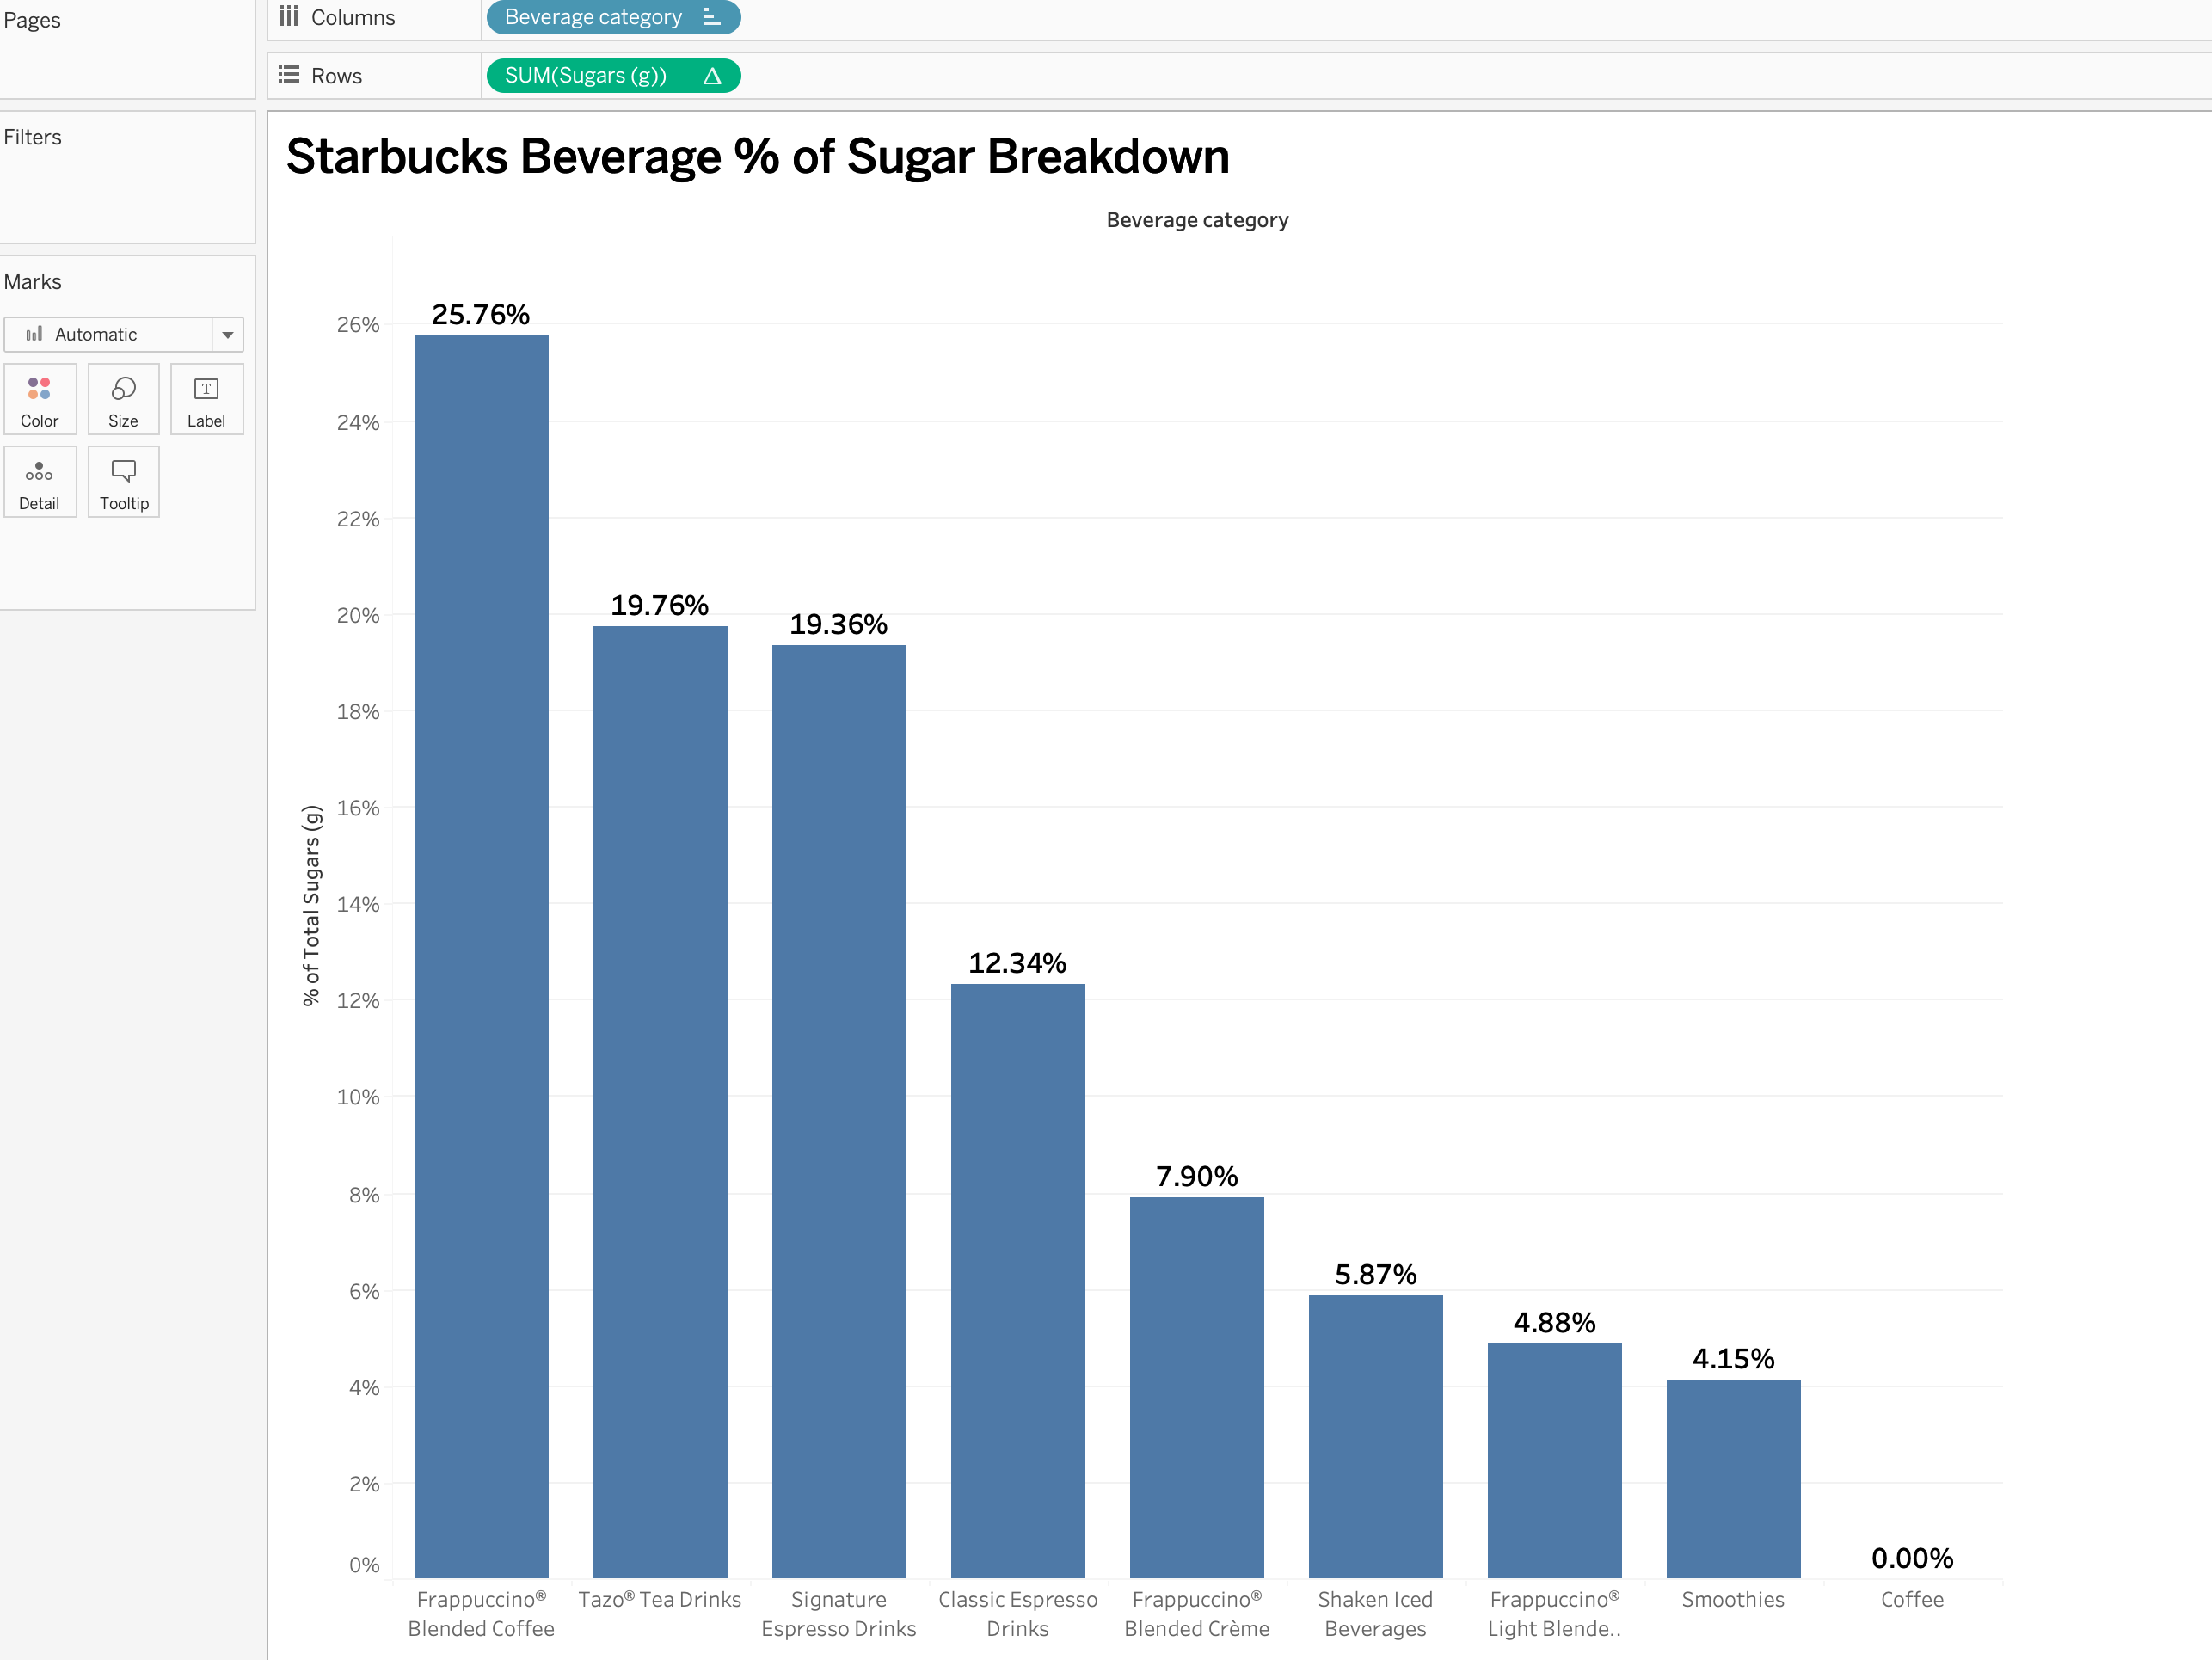 Pages
Columns
Beverage category
Rows
SUM(Sugars (g))
Filters
Marks
Automatic
Color
Size
T
Label
Detail
Tooltip
Starbucks Beverage % of Sugar Breakdown
Beverage category
% of Total Sugars (g)
26%
24%
22%
20%
18%
16%
14%
12%
10%
8%
6%
4%
2%
0%
25.76%
19.76%
19.36%
12.34%
7.90%
5.87%
4.88%
4.15%
0.00%
Frappuccino®
Blended Coffee
Tazo® Tea Drinks
Signature
Espresso Drinks
Classic Espresso
Drinks
Frappuccino®
Blended Crème
Shaken Iced
Beverages
Frappuccino®
Light Blende..
Smoothies
Coffee